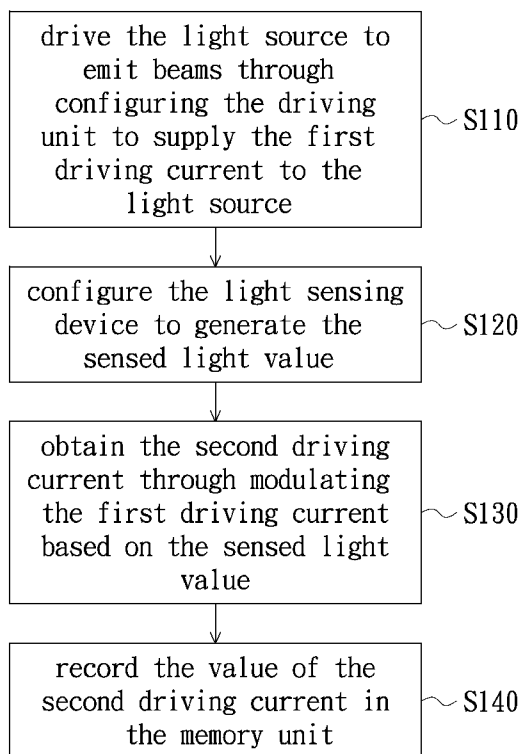 drive the light source to
emit beams through
configuring the driving
unit to supply the first
driving current to the
light source
S110
configure the light sensing
device to generate the
sensed light value
S120
obtain the second driving
current through modulating
the first driving current
based on the sensed light
value
S130
record the value of the
second driving current in
the memory unit
S140